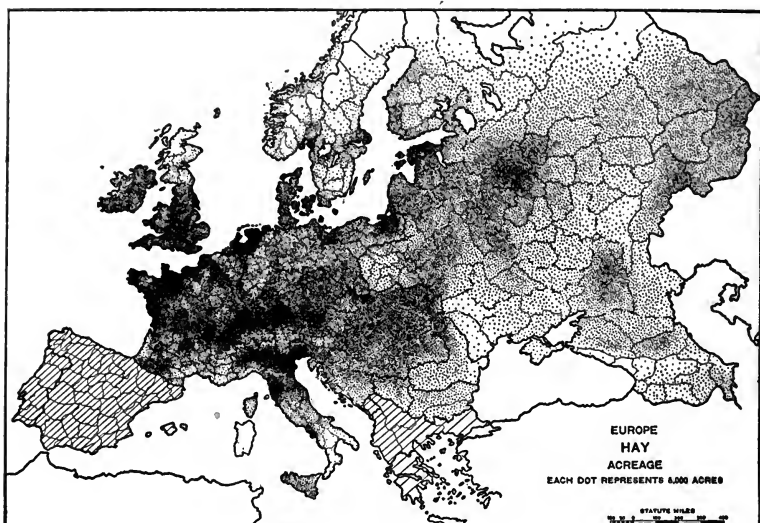 EUROPE
HAY
ACREAGE
EACH DOT REPRESENTS 5,000 ACRES
STATUTE MILES